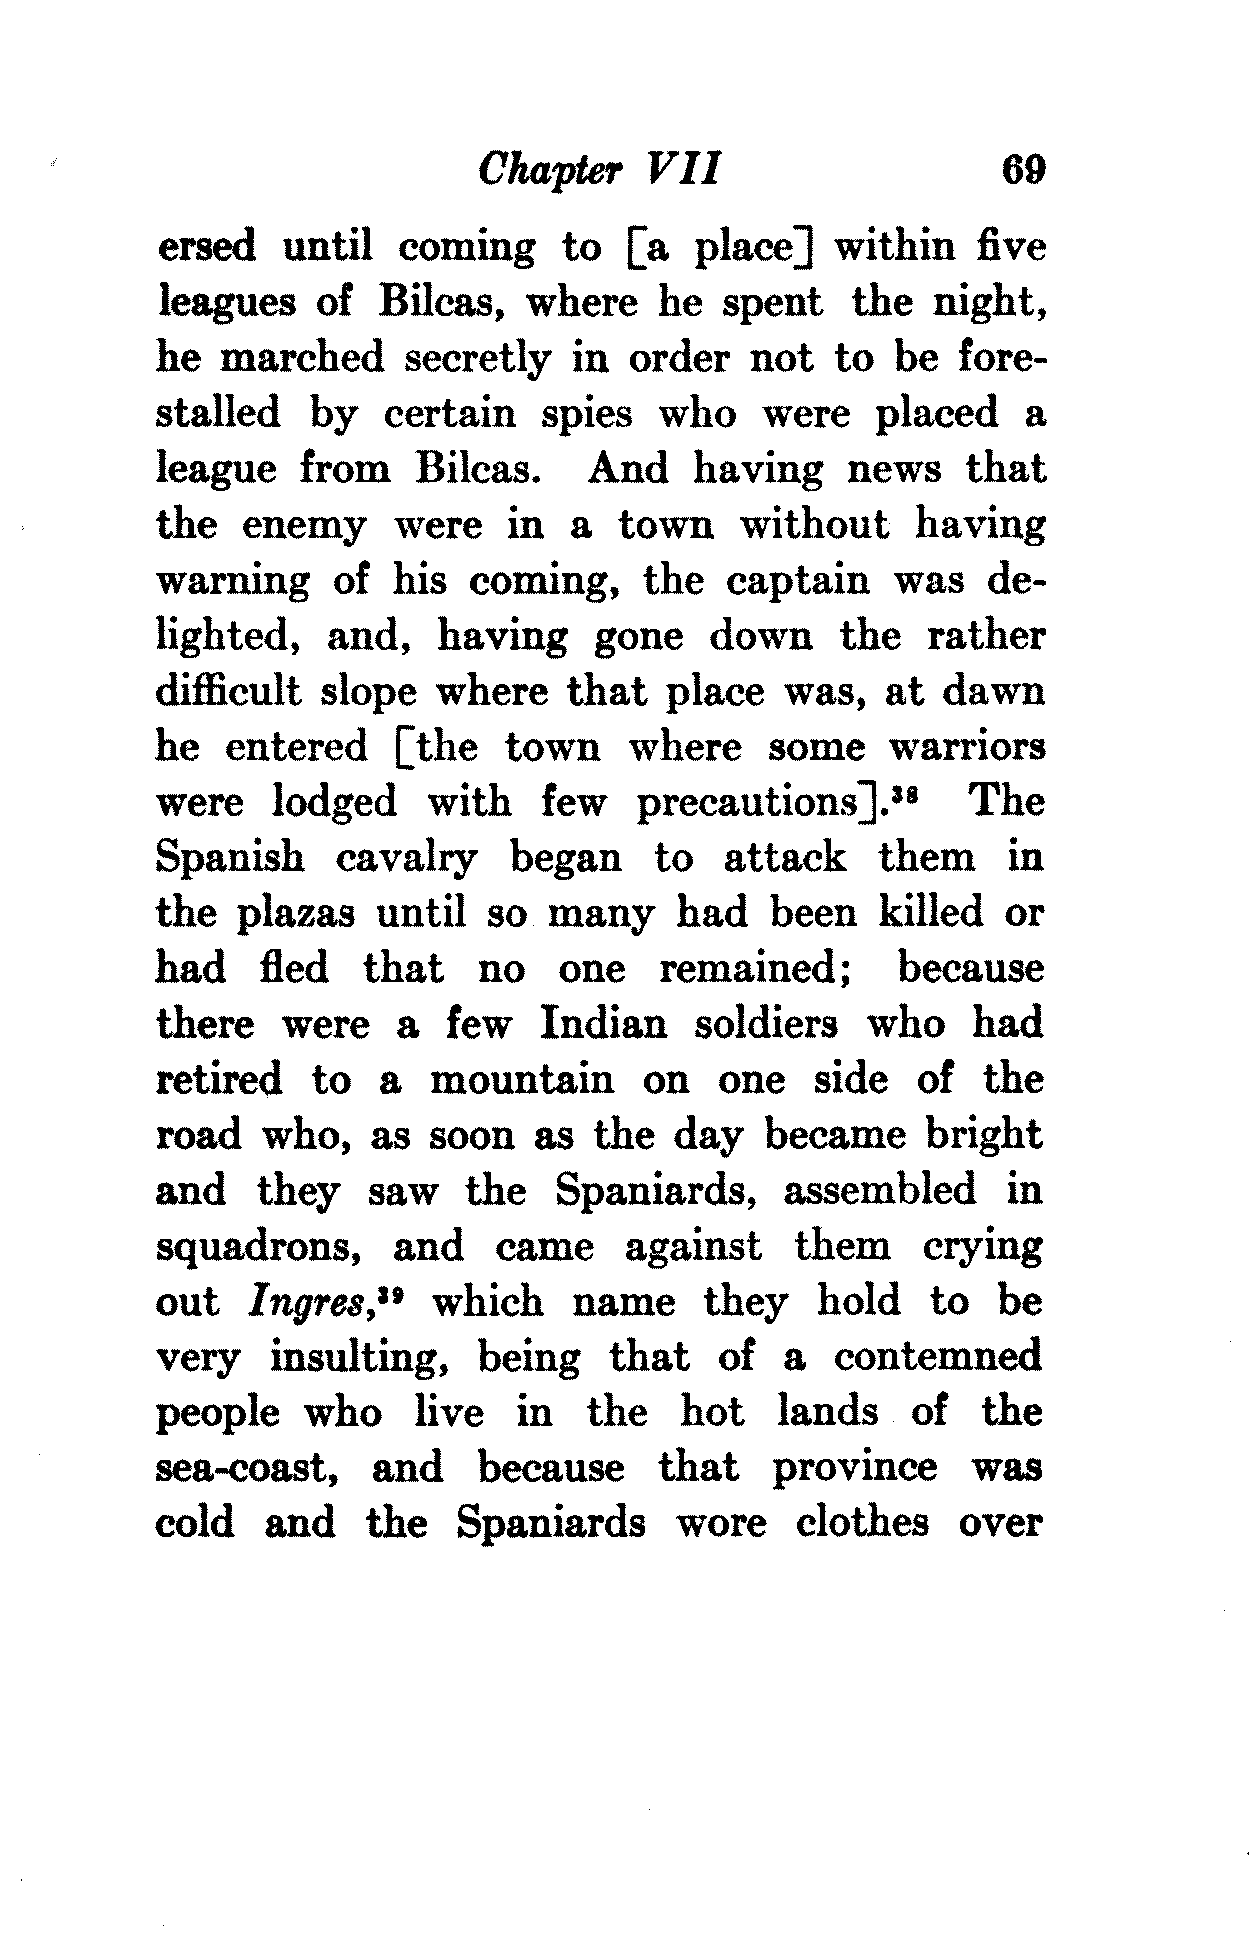 Chapter VII 69
ersed until coming to [a place] within five
leagues of Bilcas, where he spent the night,
he marched secretly in order not to be fore-
stalled by certain spies who were placed a
league from Bilcas. And having news that
the enemy were in a town without having
warning of his coming, the captain was de-
lighted, and, having gone down the rather
difficult slope where that place was, at dawn
he entered [the town where some warriors
were lodged with few precautions].³⁸ The
Spanish cavalry began to attack them in
the plazas until so many had been killed or
had fled that no one remained; because
there were a few Indian soldiers who had
retired to a mountain on one side of the
road who, as soon as the day became bright
and they saw the Spaniards, assembled in
squadrons, and came against them crying
out Ingres,³⁹ which name they hold to be
very insulting, being that of a contemned
people who live in the hot lands of the
sea-coast, and because that province was
cold and the Spaniards wore clothes over